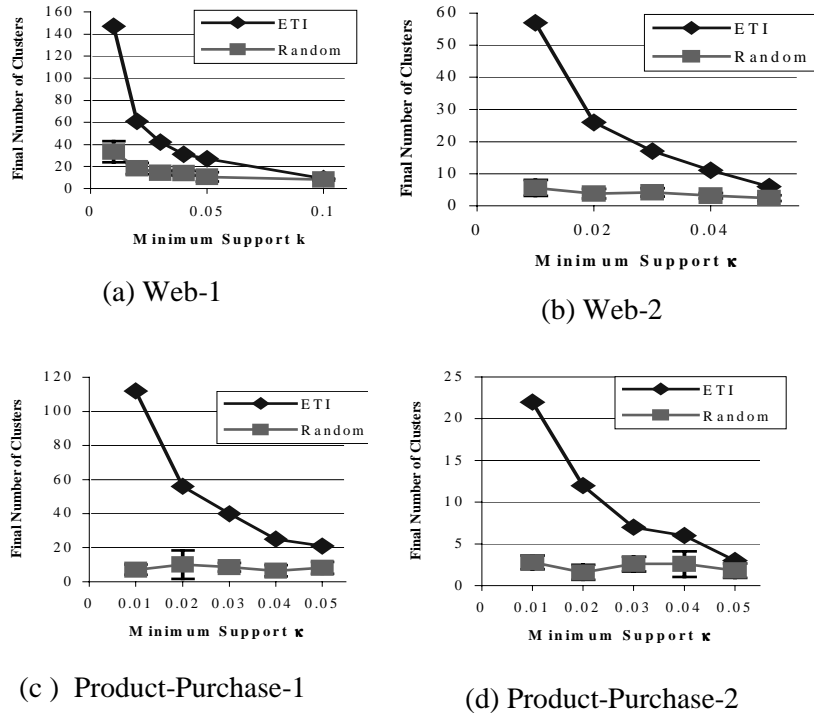 Final Number of Clusters
160
140
120
100
80
60
40
20
0
ETI
Random
0 0.05 0.1
Minimum Support k
(a) Web-1
Final Number of Clusters
60
50
40
30
20
10
0
ETI
Random
0 0.02 0.04
Minimum Support κ
(b) Web-2
Final Number of Clusters
120
100
80
60
40
20
0
ETI
Random
0 0.01 0.02 0.03 0.04 0.05
Minimum Support κ
(c ) Product-Purchase-1
Final Number of Clusters
25
20
15
10
5
0
ETI
Random
0 0.01 0.02 0.03 0.04 0.05
Minimum Support κ
(d) Product-Purchase-2